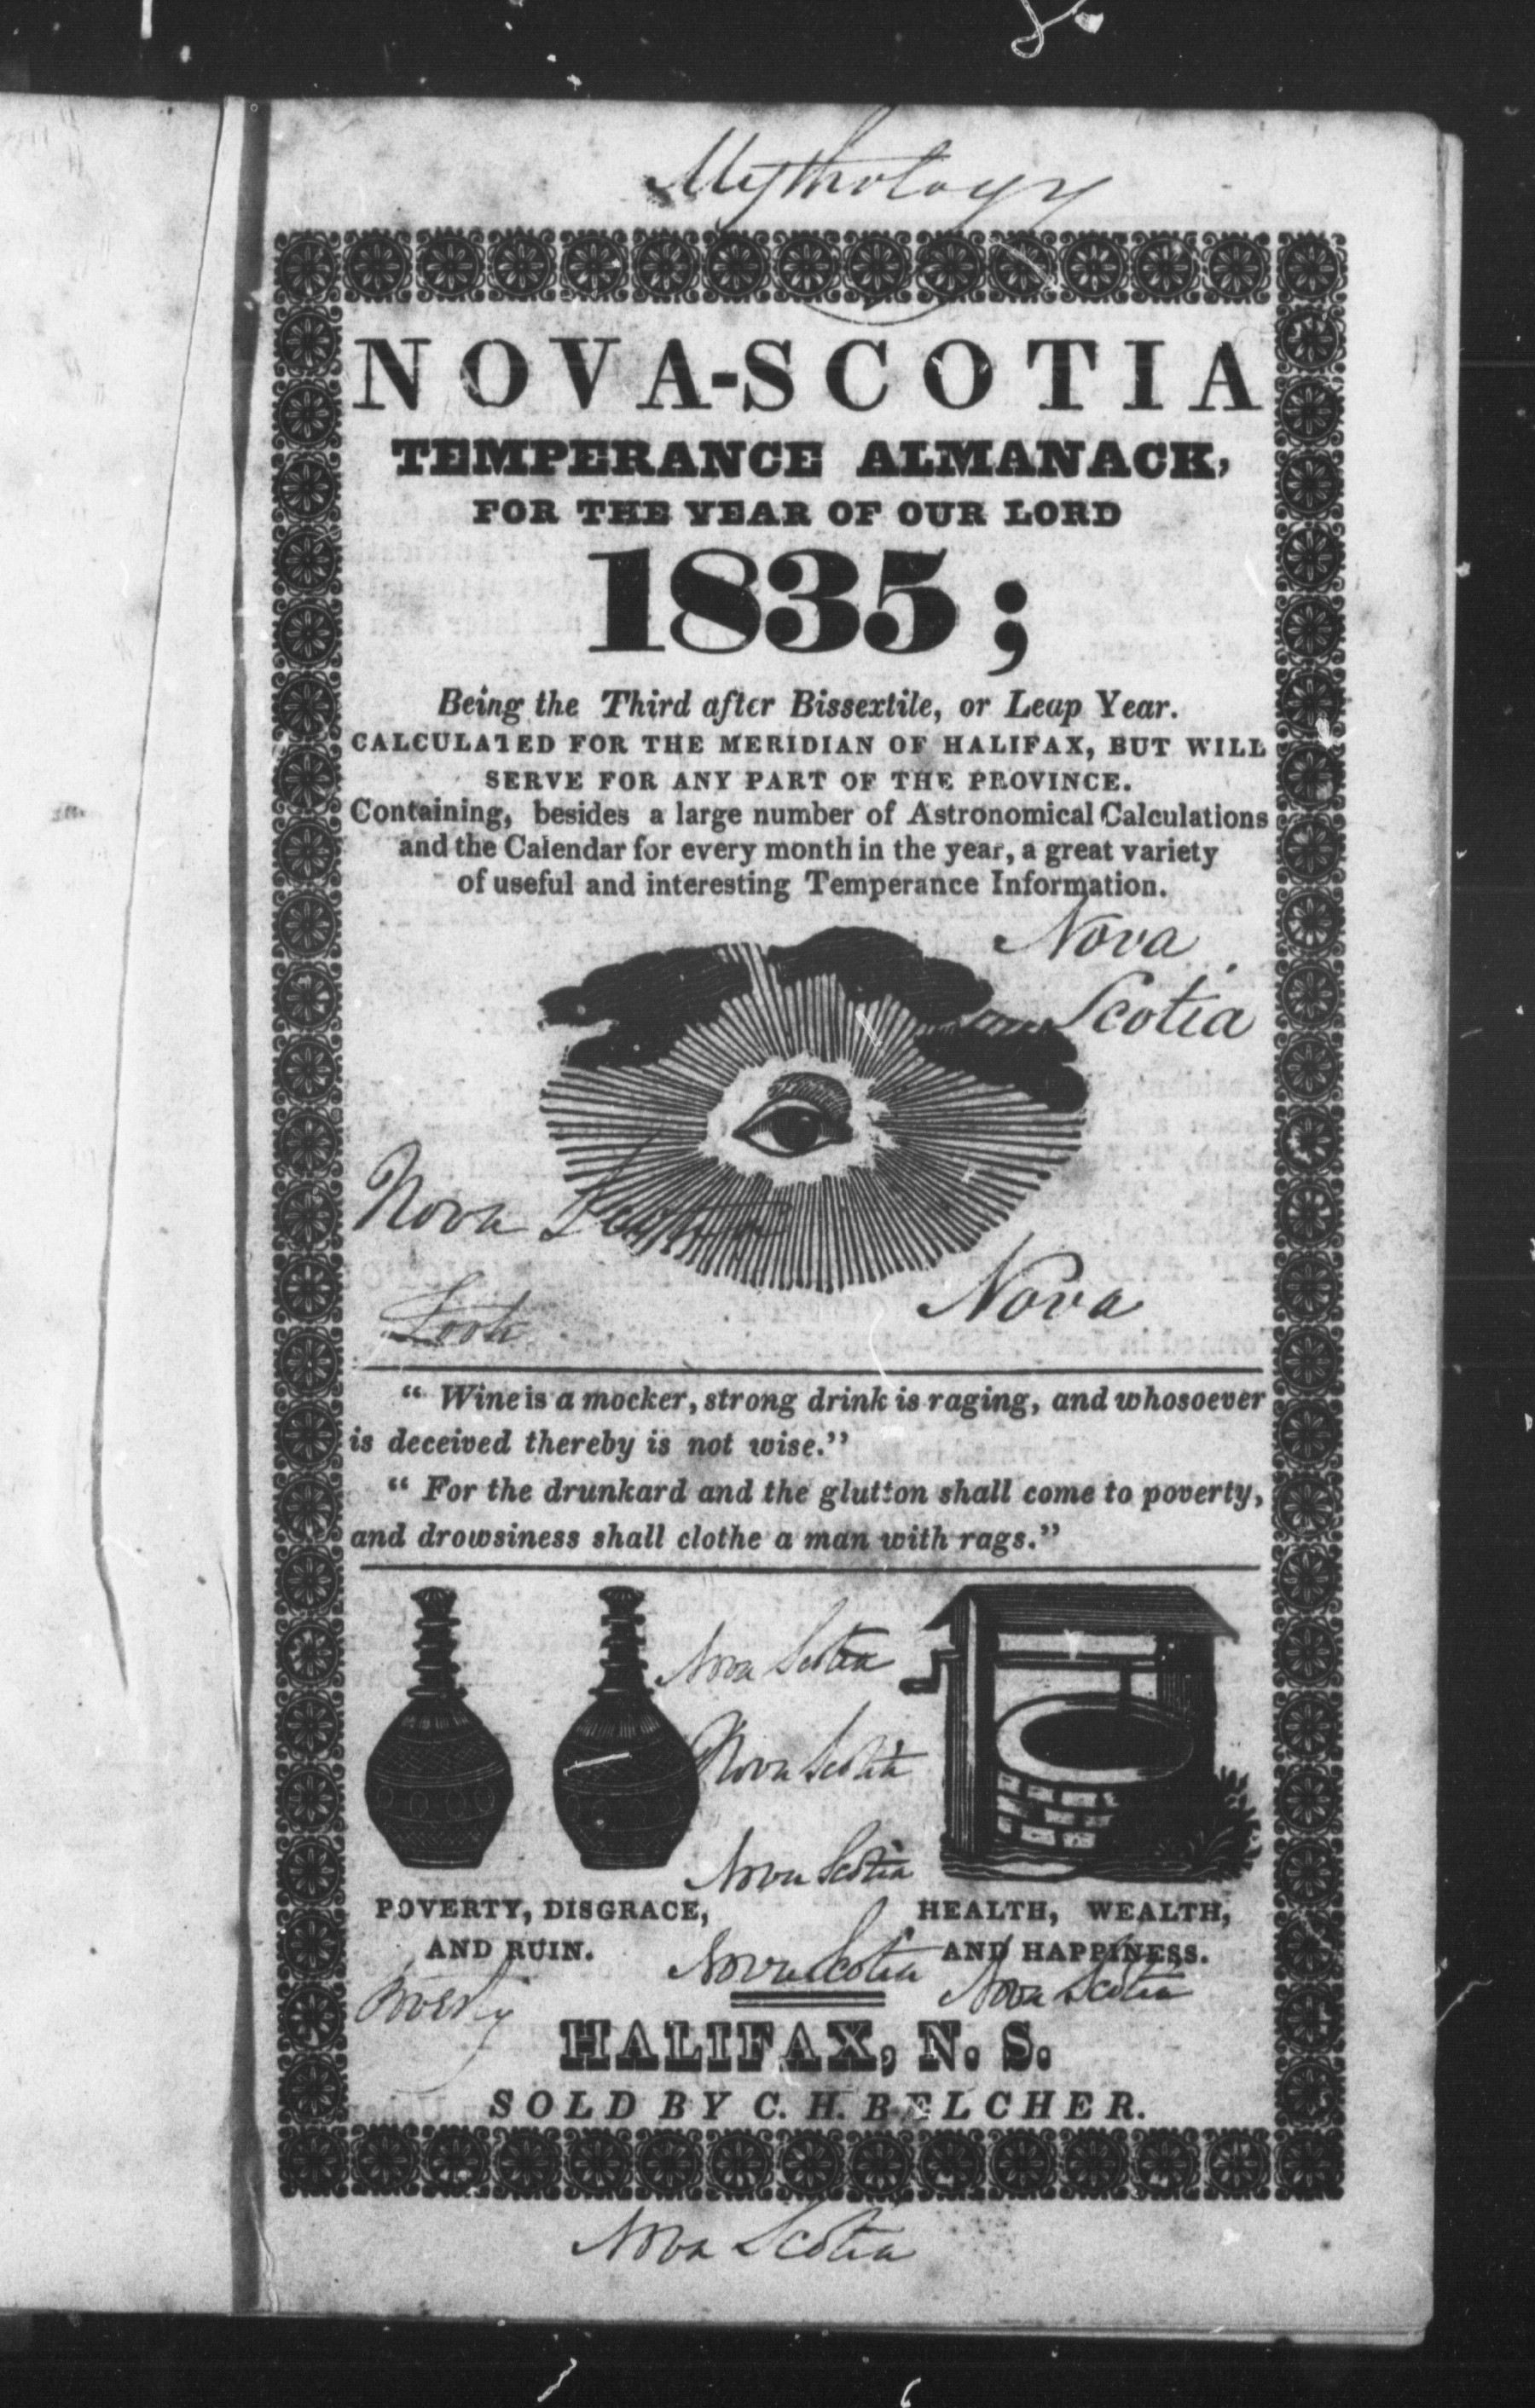 Mythology
NOVA-SCOTIA
TEMPERANCE ALMANACK,
FOR THE YEAR OF OUR LORD
1835;
Being the Third after Bissextile, or Leap Year.
CALCULATED FOR THE MERIDIAN OF HALIFAX, BUT WILL
SERVE FOR ANY PART OF THE PROVINCE.
Containing, besides a large number of Astronomical Calculations
and the Calendar for every month in the year, a great variety
of useful and interesting Temperance Information.
Nova
Scotia
Nova
Nova
"Wine is a mocker, strong drink is raging, and whosoever
is deceived thereby is not wise."
"For the drunkard and the glutton shall come to poverty,
and drowsiness shall clothe a man with rags."
Nova Scotia
Nova Scotia
Nova Scotia
POVERTY, DISGRACE,
AND RUIN.
HEALTH, WEALTH,
AND HAPPINESS.
Nova Scotia
Nova Scotia
Poverty
HALIFAX, N. S.
SOLD BY C. H. BELCHER.
Nova Scotia